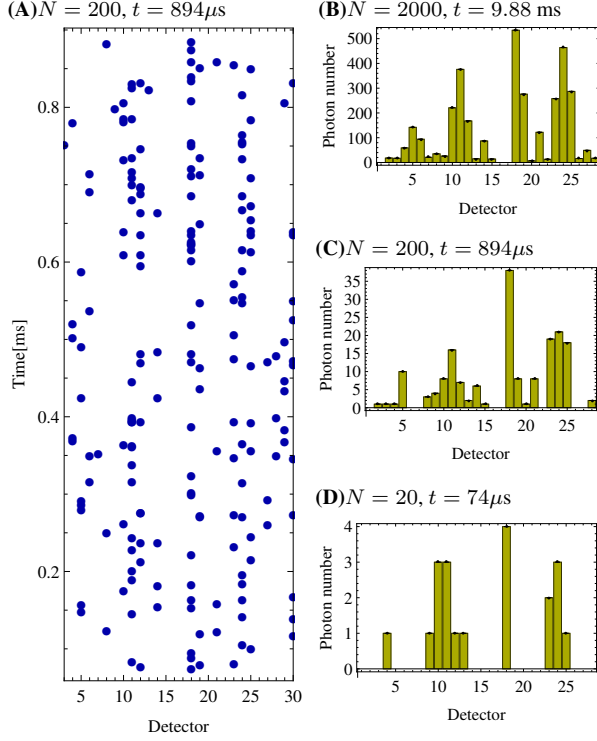 (A) N = 200, t = 894μs
0.8
0.6
0.4
0.2
Time[ms]
5 10 15 20 25 30
Detector
(B) N = 2000, t = 9.88 ms
500
400
300
200
100
0
Photon number
5 10 15 20 25
Detector
(C) N = 200, t = 894μs
35
30
25
20
15
10
5
0
Photon number
5 10 15 20 25
Detector
(D) N = 20, t = 74μs
4
3
2
1
0
Photon number
5 10 15 20 25
Detector